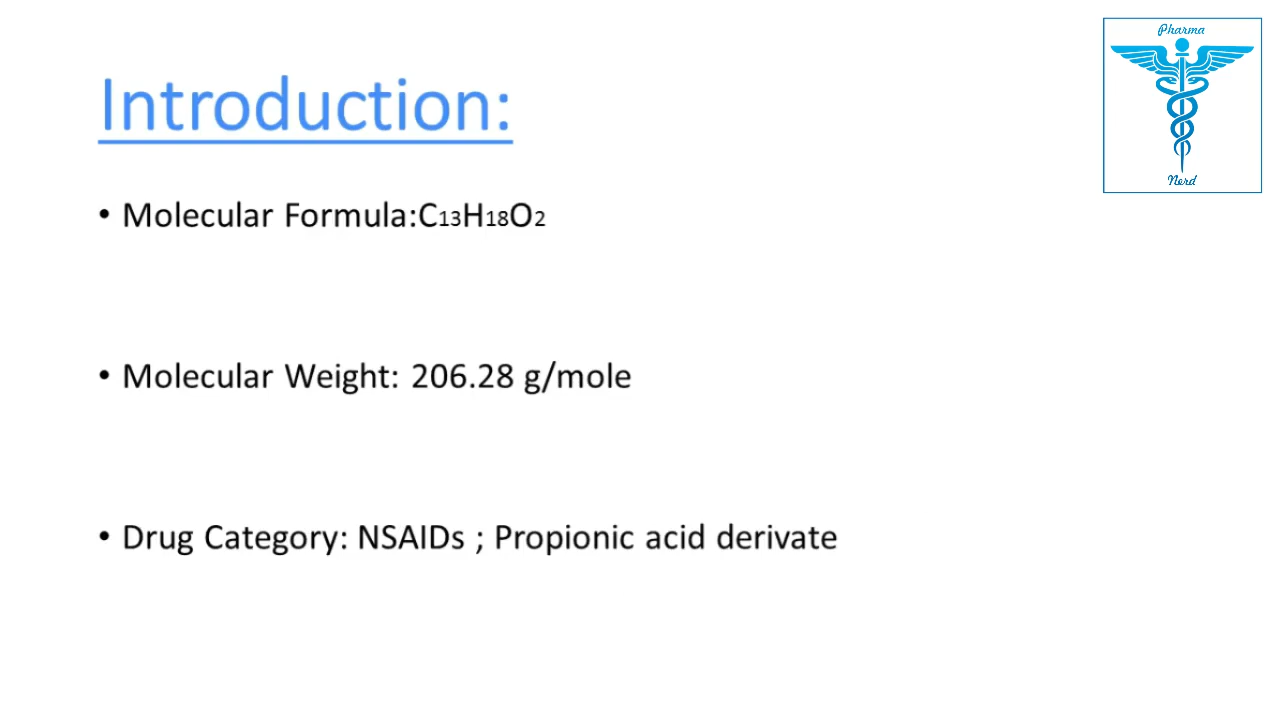 Pharma
Nerd
Introduction:
• Molecular Formula:C₁₃H₁₈O₂
• Molecular Weight: 206.28 g/mole
• Drug Category: NSAIDs ; Propionic acid derivate